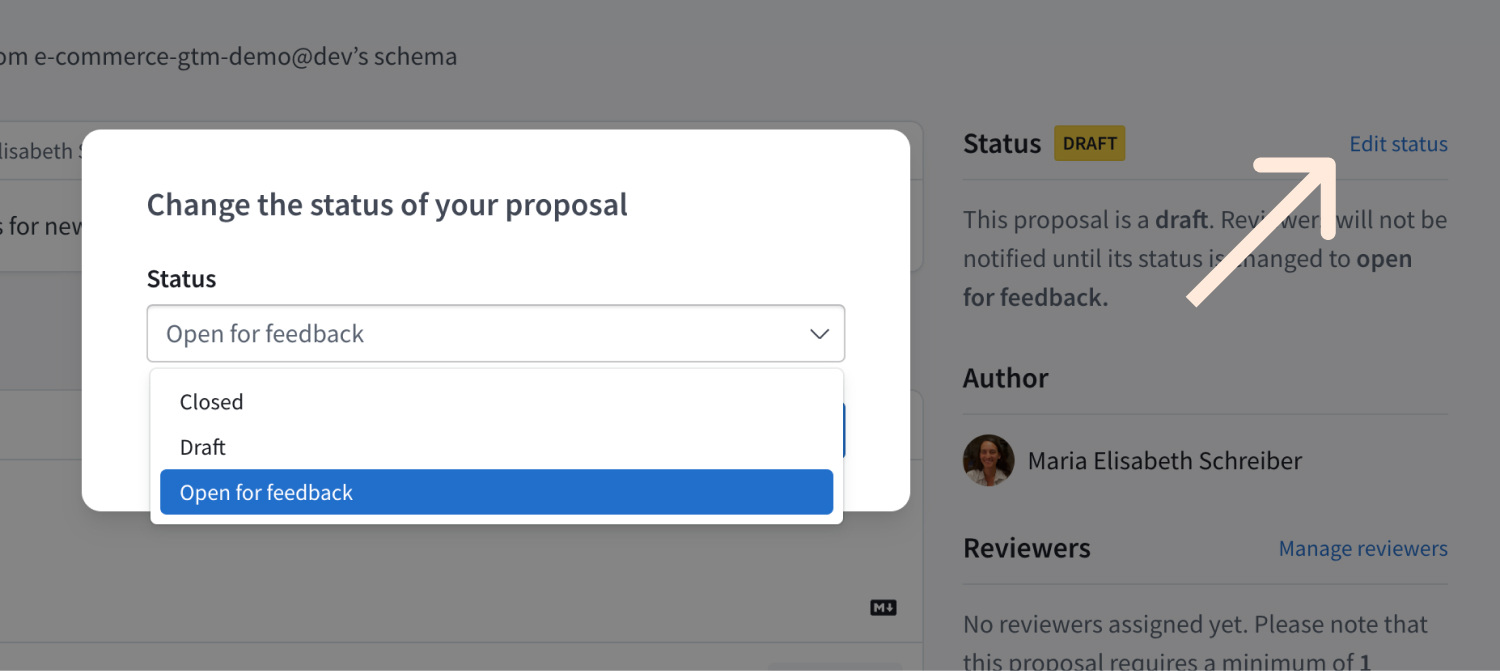 om e-commerce-gtm-demo@dev’s schema
lisabeth
s for new
Change the status of your proposal
Status
Open for feedback
Closed
Draft
Open for feedback
M
Status DRAFT Edit status
This proposal is a draft. Reviewers will not be
notified until its status is changed to open
for feedback.
Author
Maria Elisabeth Schreiber
Reviewers Manage reviewers
No reviewers assigned yet. Please note that
this proposal requires a minimum of 1